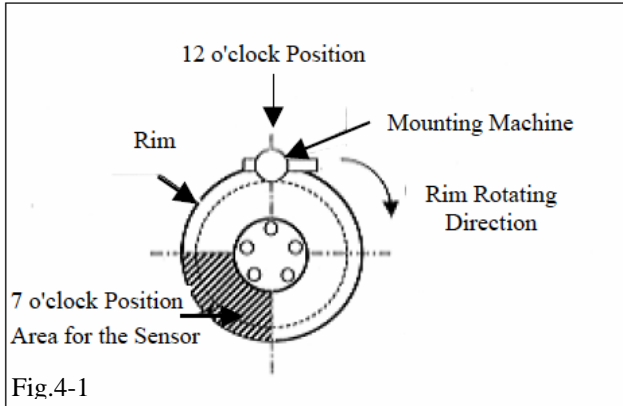 12 o'clock Position
Mounting Machine
Rim
Rim Rotating
Direction
7 o'clock Position
Area for the Sensor
Fig.4-1